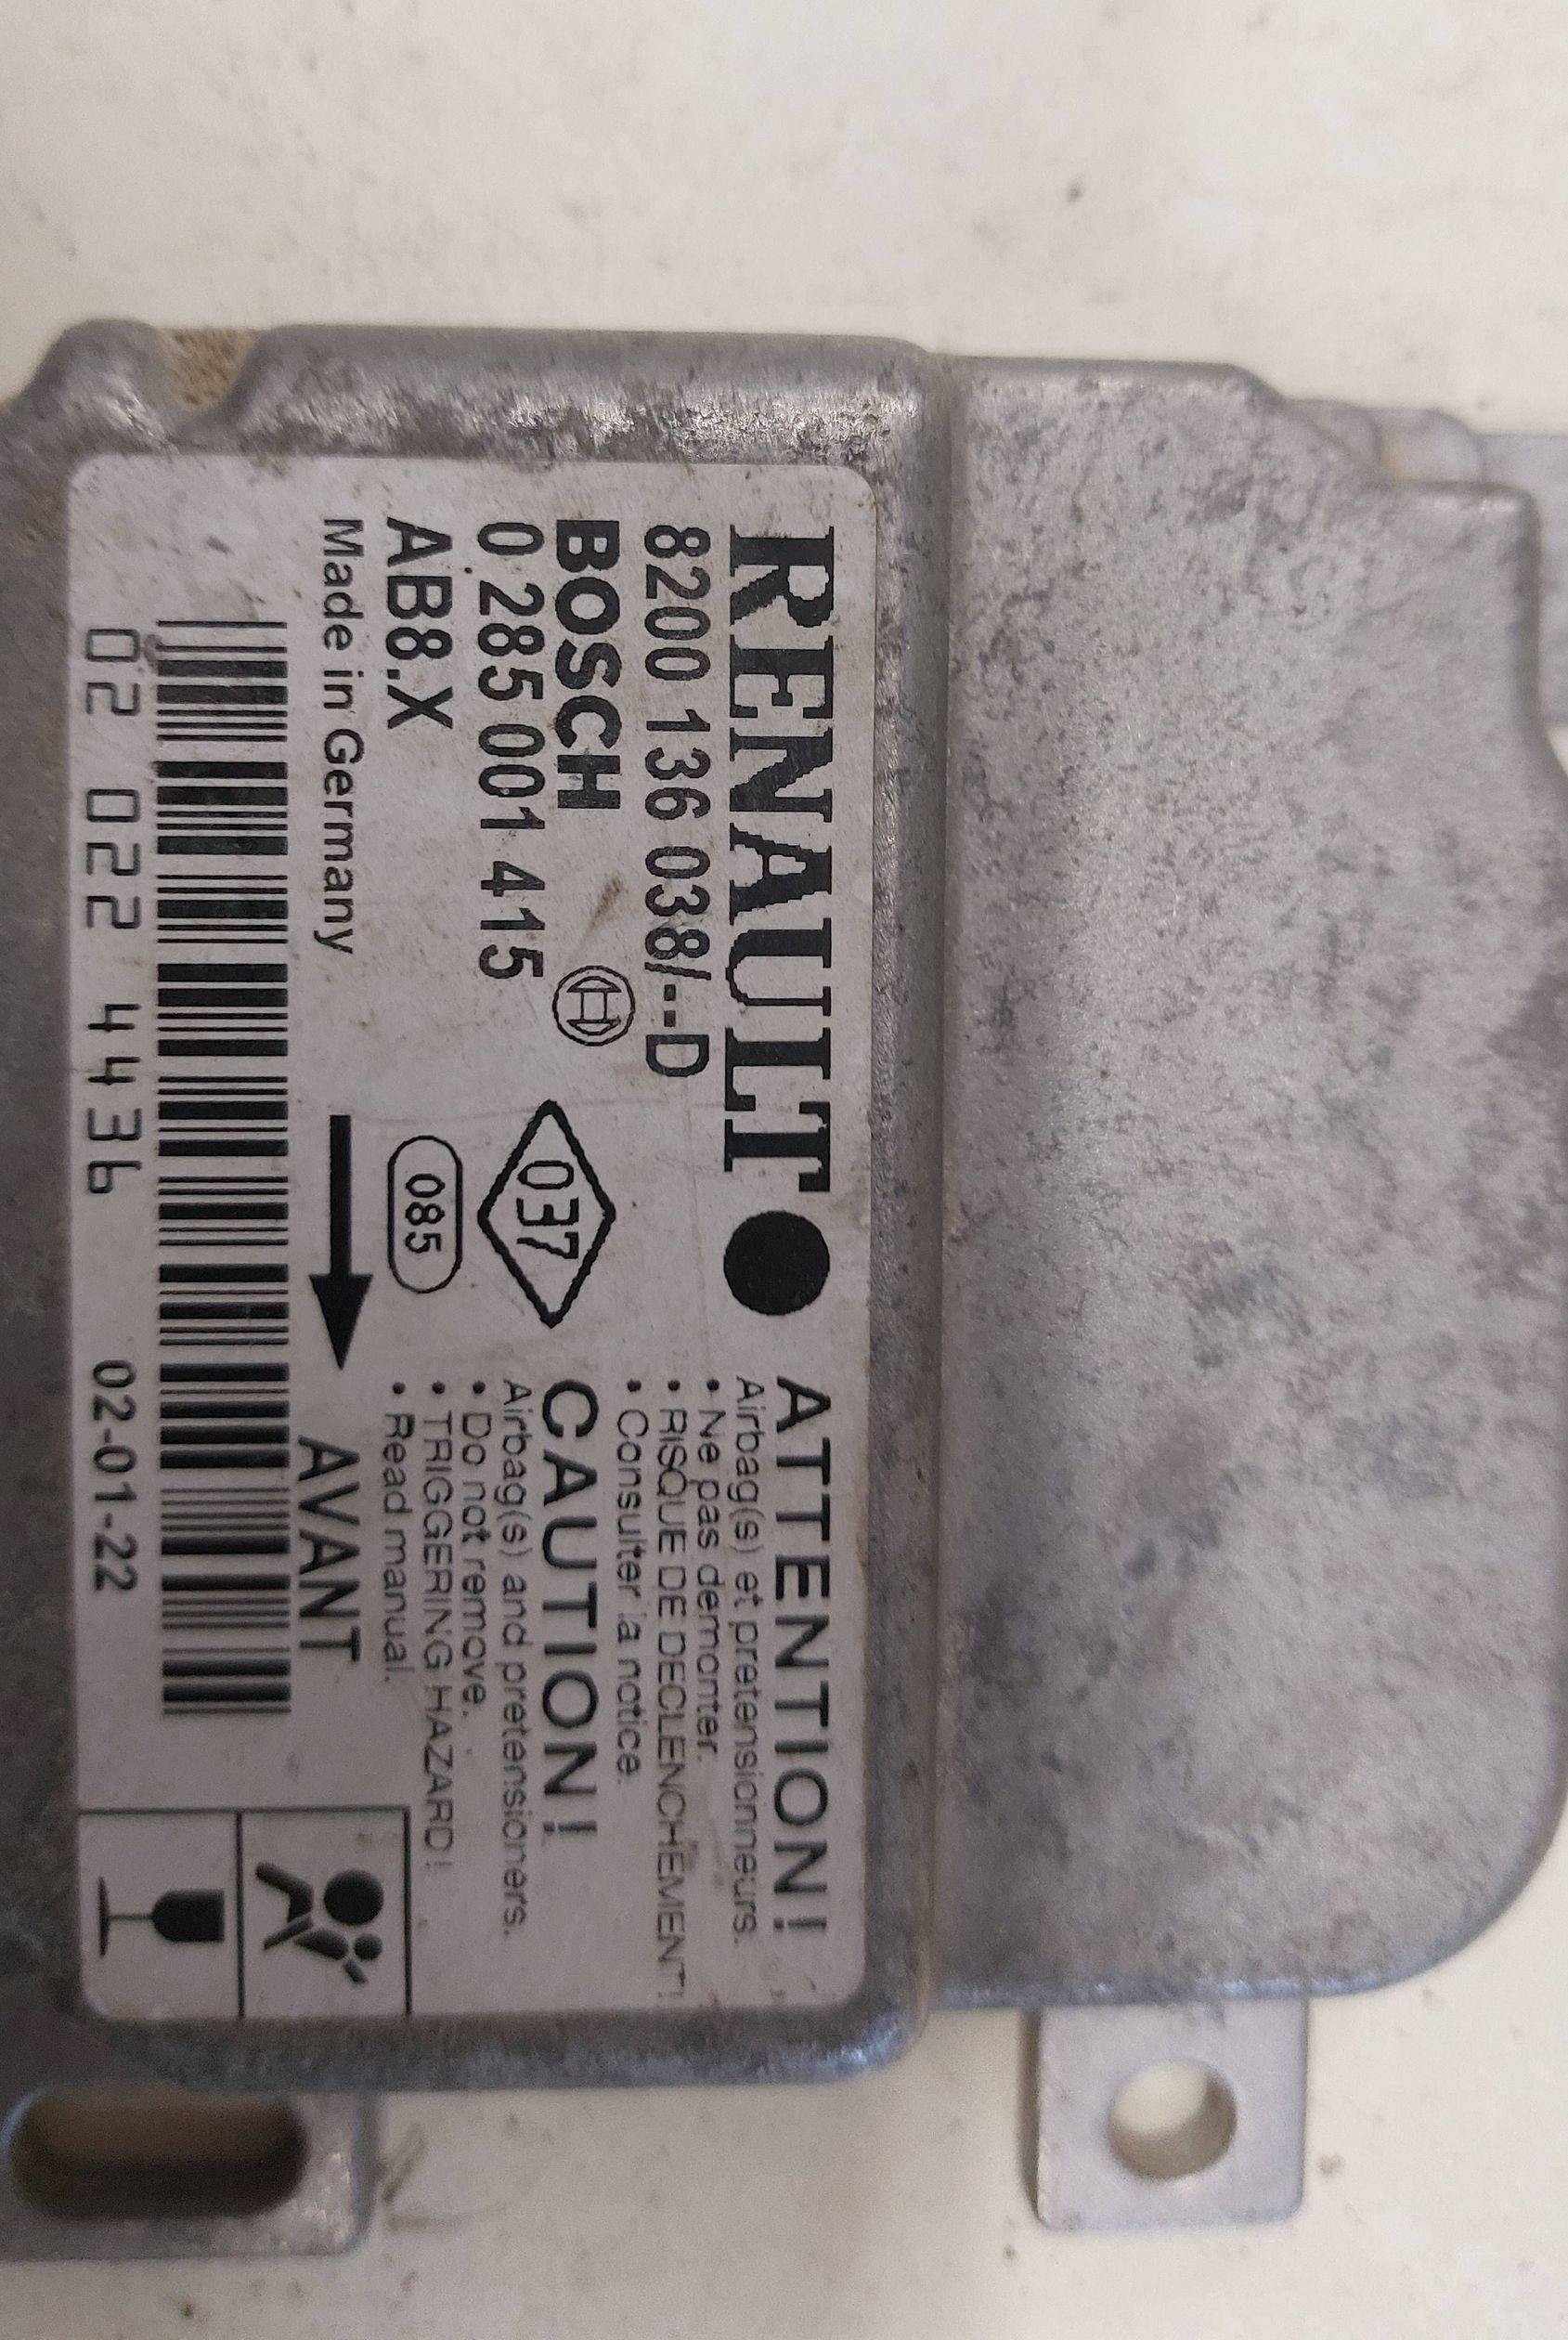 RENAULT
8200 136 038/--D
BOSCH
0 285 001 415
AB8.X
Made in Germany
037
085
AVANT
ATTENTION!
Airbag(s) et pretensionneurs.
• Ne pas demonter.
• RISQUE DE DECLENCHEMENT!
• Consulter la notice.
CAUTION!
Airbag(s) and pretensioners.
• Do not remove.
• TRIGGERING HAZARD!
• Read manual.
02 022 4436
02-01-22